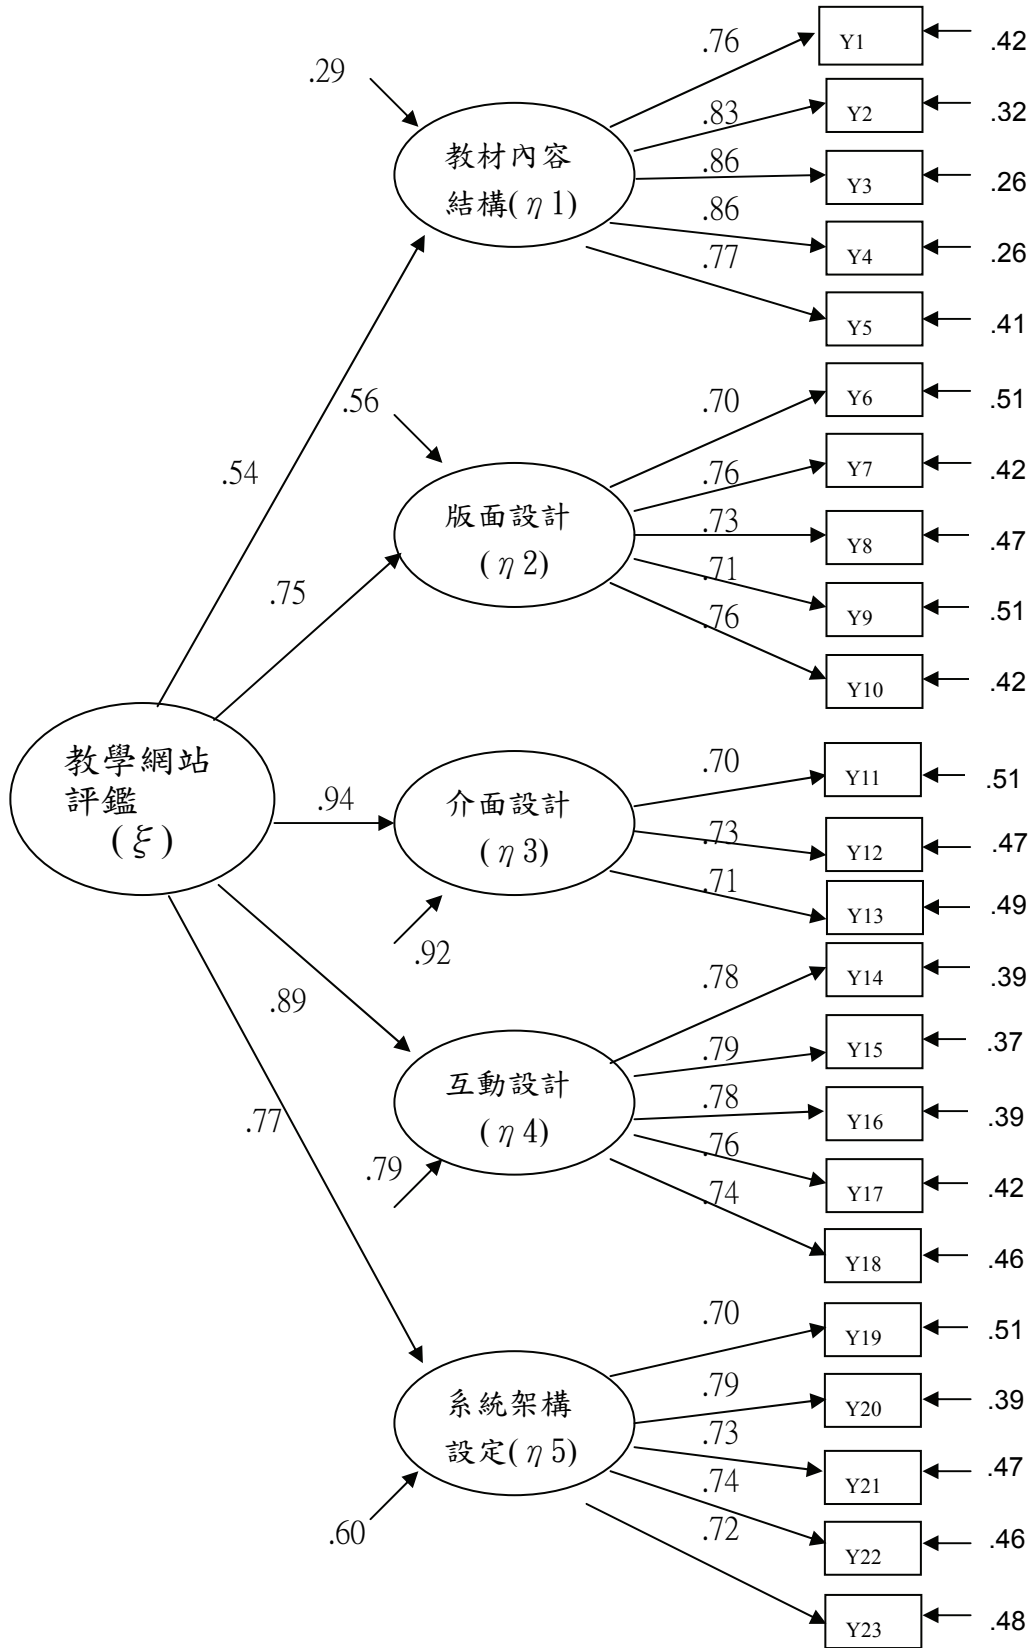 .76
Y1
.42
.29
.83
Y2
.32
教材內容
結構(η1)
.86
Y3
.26
.86
Y4
.26
.77
Y5
.41
.54
.56
.70
Y6
.51
.76
Y7
.42
版面設計
(η2)
.73
Y8
.47
.71
Y9
.51
.75
.76
Y10
.42
教學網站
評鑑
(ξ)
.94
介面設計
(η3)
.70
Y11
.51
.73
Y12
.47
.71
Y13
.49
.92
.89
.78
Y14
.39
.79
Y15
.37
互動設計
(η4)
.78
Y16
.39
.76
Y17
.42
.79
.74
Y18
.46
.77
.70
Y19
.51
.79
Y20
.39
系統架構
設定(η5)
.73
Y21
.47
.74
Y22
.46
.60
.72
Y23
.48